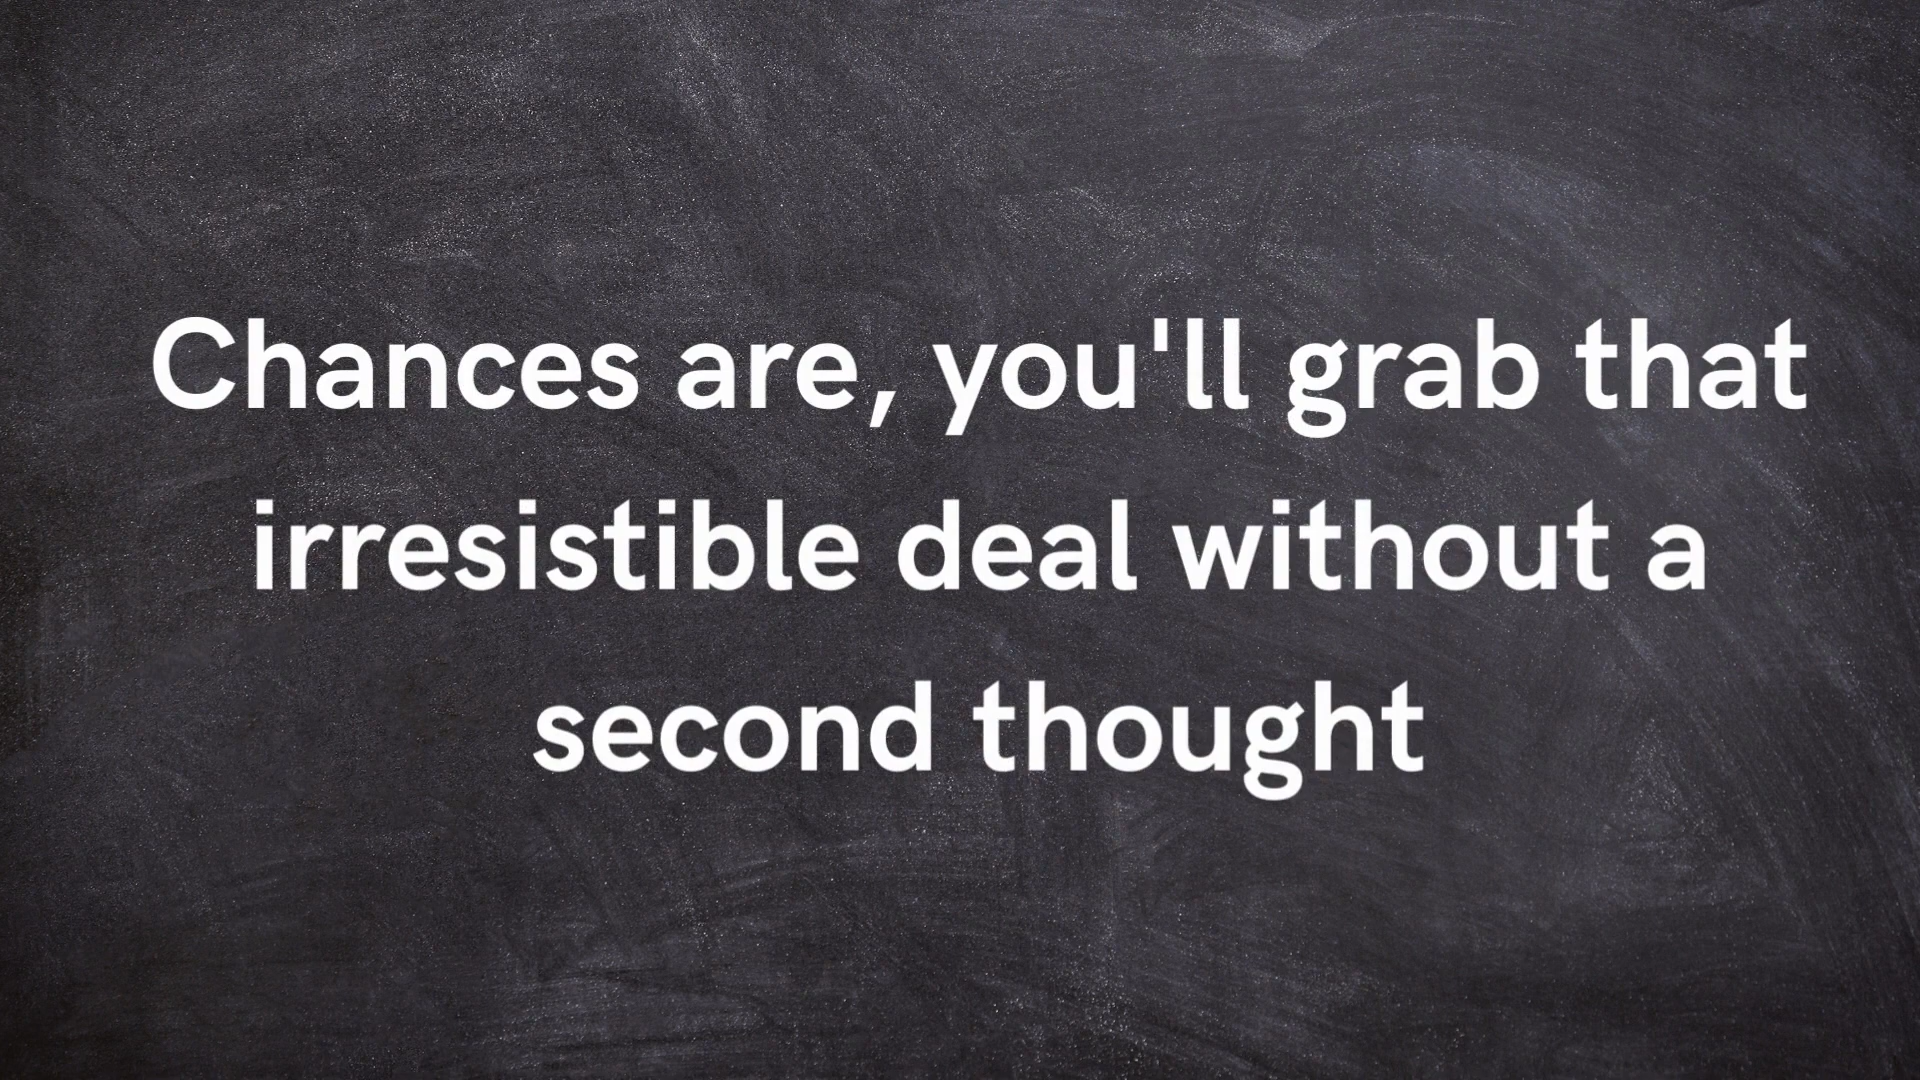 Chances are, you'll grab that
irresistible deal without a
second thought